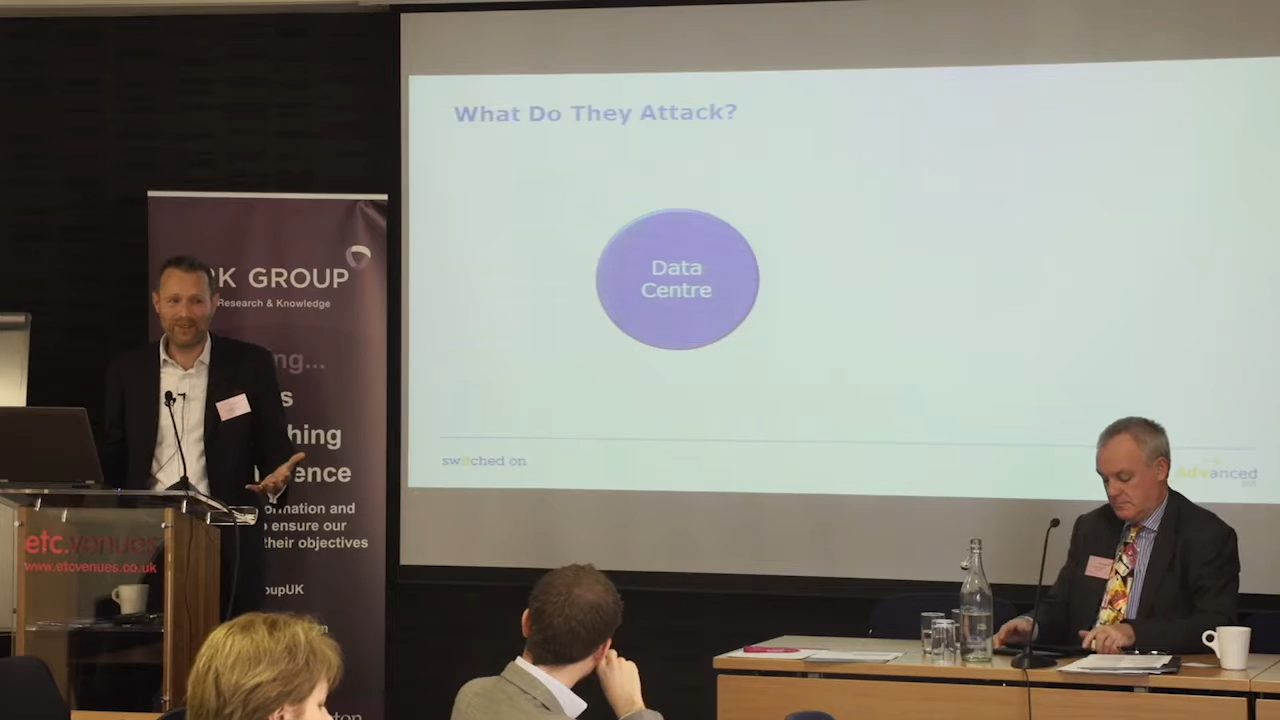 What Do They Attack?
Data
Centre
switched on
Advanced
RK GROUP
Research & Knowledge
ng...
s
hing
ence
ormation and
ensure our
their objectives
oupUK
etc.venues
www.etcvenues.co.uk